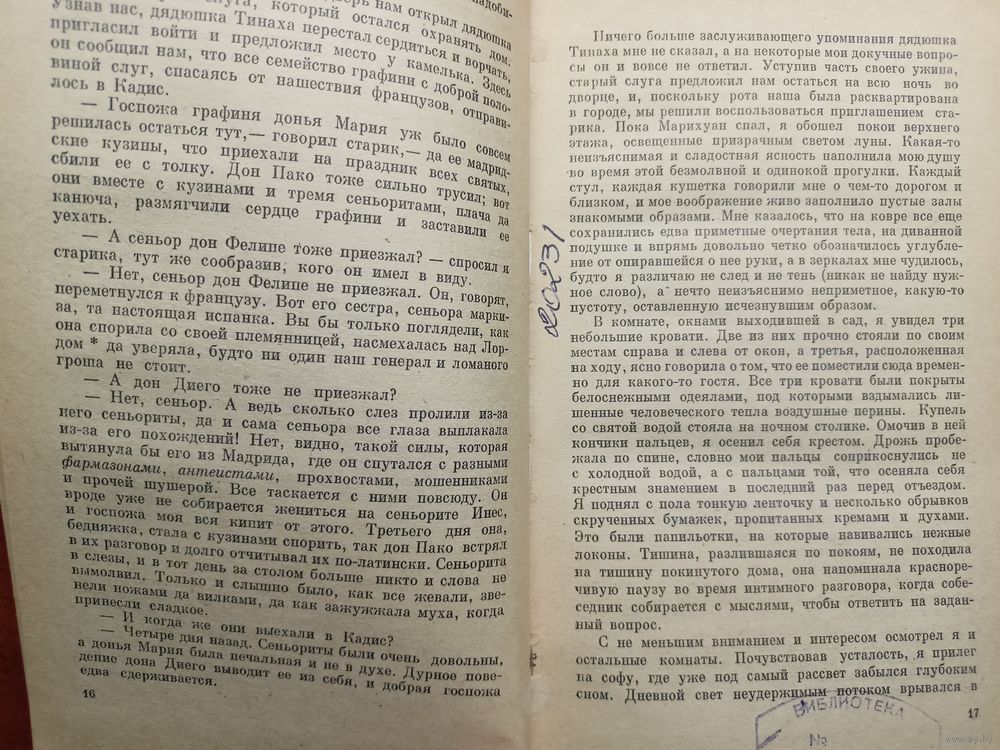 нам открыл дядюшка
слуга, который остался охранять дом.
Узнав нас, дядюшка Тинаха перестал сердиться и ворчать,
пригласил войти и предложил место у камелька. Здесь
он сообщил нам, что все семейство графини с доброй поло-
виной слуг, спасаясь от нашествия французов, отправи-
лось в Кадис.
— Госпожа графиня донья Мария уж было совсем
решилась остаться тут,— говорил старик,— да ее мадрид-
ские кузины, что приехали на праздник всех святых,
сбили ее с толку. Дон Пако тоже сильно трусил; вот
они вместе с кузинами и тремя сеньоритами, плача да
канюча, размягчили сердце графини и заставили ее
уехать.
— А сеньор дон Фелипе тоже приезжал? — спросил я
старика, тут же сообразив, кого он имел в виду.
— Нет, сеньор дон Фелипе не приезжал. Он, говорят,
переметнулся к французу. Вот его сестра, сеньора марки-
за, та настоящая испанка. Вы бы только поглядели, как
она спорила со своей племянницей, насмехалась над Лор-
дом * да уверяла, будто ни один наш генерал и ломаного
гроша не стоит.
— А дон Диего тоже не приезжал?
— Нет, сеньор. А ведь сколько слез пролили из-за
него сеньориты, да и сама сеньора все глаза выплакала
из-за его похождений! Нет, видно, такой силы, которая
вытянула бы его из Мадрида, где он спутался с разными
фармазонами, антеистами, прохвостами, мошенниками
и прочей шушерой. Все таскается с ними повсюду. Он
вроде уже не собирается жениться на сеньорите Инес,
и госпожа моя вся кипит от этого. Третьего дня она,
бедняжка, стала с кузинами спорить, так дон Пако встрял
в их разговор и долго отчитывал их по-латински. Сеньорита
в слезы, и в тот день за столом больше никто и слова не
вымолвил. Только и слышно было, как все жевали, зве-
нели ножами да вилками, да как зажужжала муха, когда
принесли сладкое.
— И когда же они выехали в Кадис?
— Четыре дня назад. Сеньориты были очень довольны,
а донья Мария была печальная и не в духе. Дурное пове-
дение дона Диего выводит ее из себя, и добрая госпожа
едва сдерживается.
16
Ничего больше заслуживающего упоминания дядюшка
Тинаха мне не сказал, а на некоторые мои докучные вопро-
сы он и вовсе не ответил. Уступив часть своего ужина,
старый слуга предложил нам остаться на всю ночь во
дворце, и, поскольку рота наша была расквартирована
в городе, мы решили воспользоваться приглашением ста-
рика. Пока Марихуан спал, я обошел покои верхнего
этажа, освещенные призрачным светом луны. Какая-то
неизъяснимая и сладостная ясность наполнила мою душу
во время этой безмолвной и одинокой прогулки. Каждый
стул, каждая кушетка говорили мне о чем-то дорогом и
близком, и мое воображение живо заполнило пустые залы
знакомыми образами. Мне казалось, что на ковре все еще
сохранились едва приметные очертания тела, на диванной
подушке и впрямь довольно четко обозначилось углубле-
ние от опиравшейся о нее руки, а в зеркалах мне чудилось,
будто я различаю не след и не тень (никак не найду нуж-
ное слово), а нечто неизъяснимо неприметное, какую-то
пустоту, оставленную исчезнувшим образом.
В комнате, окнами выходившей в сад, я увидел три
небольшие кровати. Две из них прочно стояли по своим
местам справа и слева от окон, а третья, расположенная
на ходу, ясно говорила о том, что ее поместили сюда времен-
но для какого-то гостя. Все три кровати были покрыты
белоснежными одеялами, под которыми вздымались ли-
шенные человеческого тепла воздушные перины. Купель
со святой водой стояла на ночном столике. Омочив в ней
кончики пальцев, я осенил себя крестом. Дрожь пробе-
жала по спине, словно мои пальцы соприкоснулись не
с холодной водой, а с пальцами той, что осеняла себя
крестным знамением в последний раз перед отъездом.
Я поднял с пола тонкую ленточку и несколько обрывков
скрученных бумажек, пропитанных кремами и духами.
Это были папильотки, на которые навивались нежные
локоны. Тишина, разлившаяся по покоям, не походила
на тишину покинутого дома, она напоминала красноре-
чивую паузу во время интимного разговора, когда собе-
седник собирается с мыслями, чтобы ответить на задан-
ный вопрос.
С не меньшим вниманием и интересом осмотрел я и
остальные комнаты. Почувствовав усталость, я прилег
на софу, где уже под самый рассвет забылся глубоким
сном. Дневной свет неудержимым потоком врывался в
17
20231
БИБЛИОТЕКА
№
www.ay.by